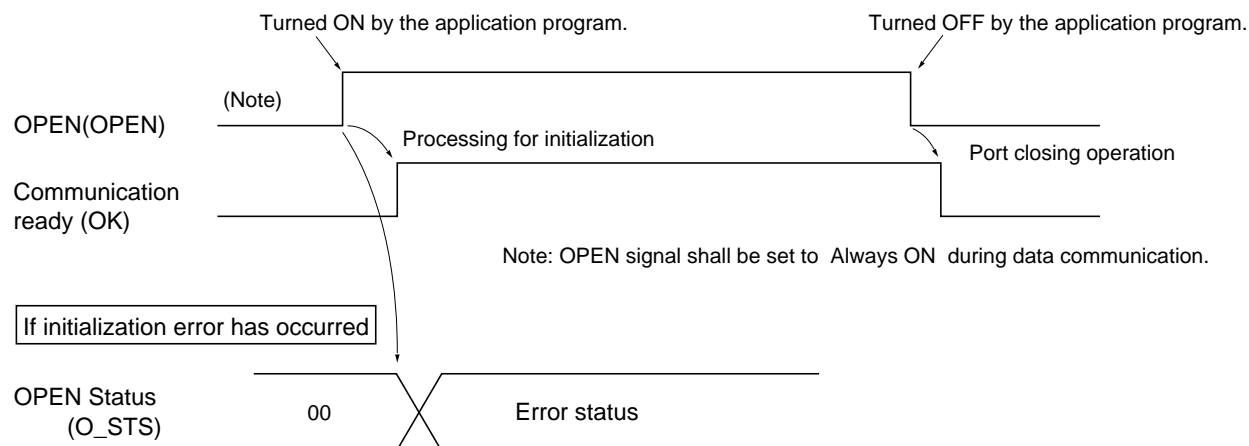 Turned ON by the application program.
Turned OFF by the application program.
(Note)
OPEN(OPEN)
Processing for initialization
Port closing operation
Communication
ready (OK)
Note: OPEN signal shall be set to Always ON during data communication.
If initialization error has occurred
OPEN Status
(O_STS)
00
Error status